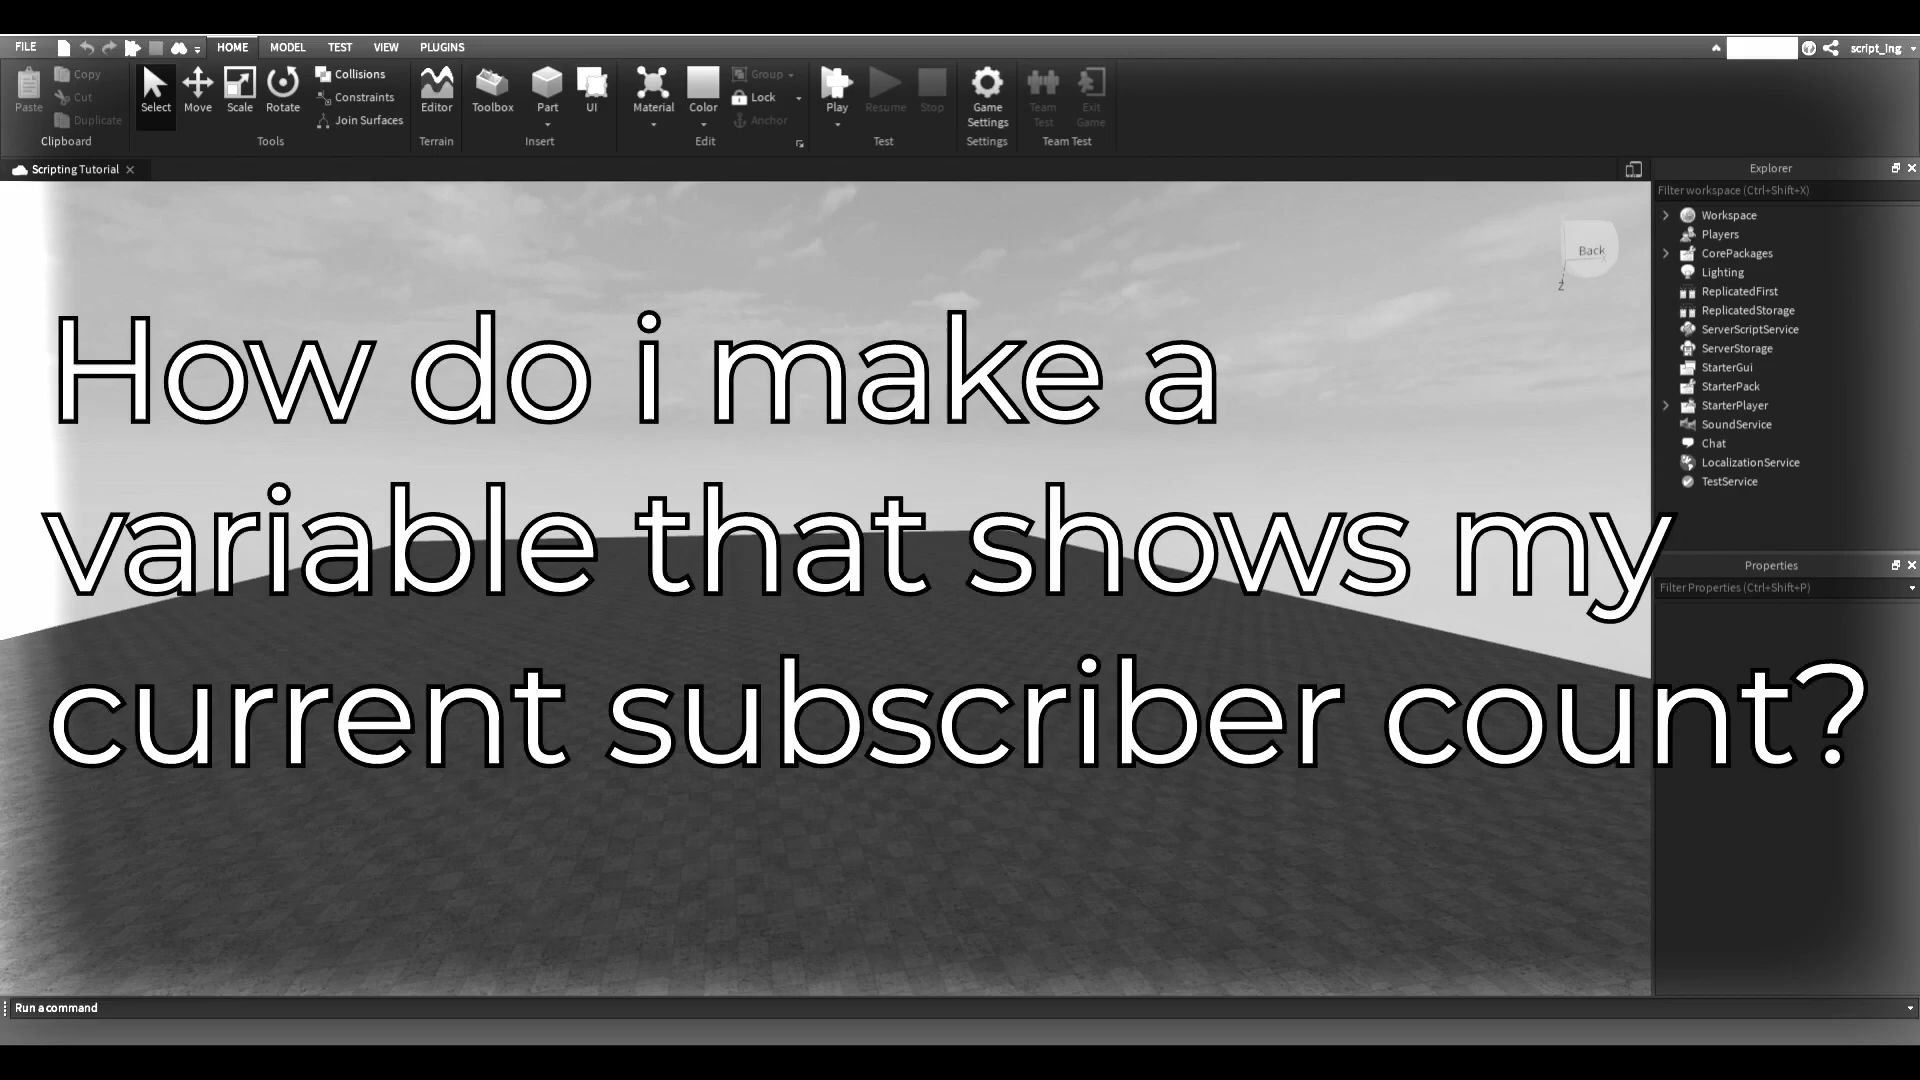 FILE HOME MODEL TEST VIEW PLUGINS script_ing
Paste Copy Cut Duplicate Select Move Scale Rotate Collisions Constraints Join Surfaces Editor Toolbox Part UI Material Color Group Lock Anchor Play Resume Stop Game Settings Team Test Exit Game
Clipboard Tools Terrain Insert Edit Test Settings Team Test
Scripting Tutorial
Explorer
Filter workspace (Ctrl+Shift+X)
Workspace
Players
CorePackages
Lighting
ReplicatedFirst
ReplicatedStorage
ServerScriptService
ServerStorage
StarterGui
StarterPack
StarterPlayer
SoundService
Chat
LocalizationService
TestService
Back
Z
How do i make a
variable that shows my
current subscriber count?
Properties
Filter Properties (Ctrl+Shift+P)
Run a command